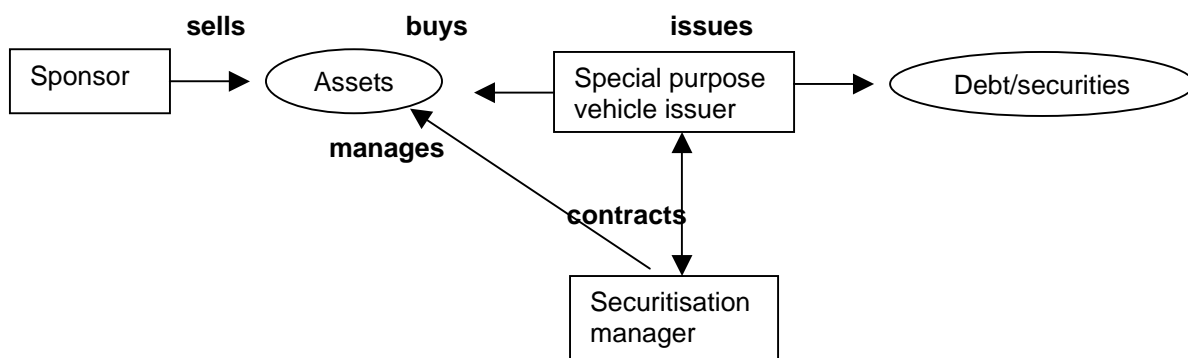 sells
buys
issues
Sponsor
Assets
Special purpose
vehicle issuer
Debt/securities
manages
contracts
Securitisation
manager